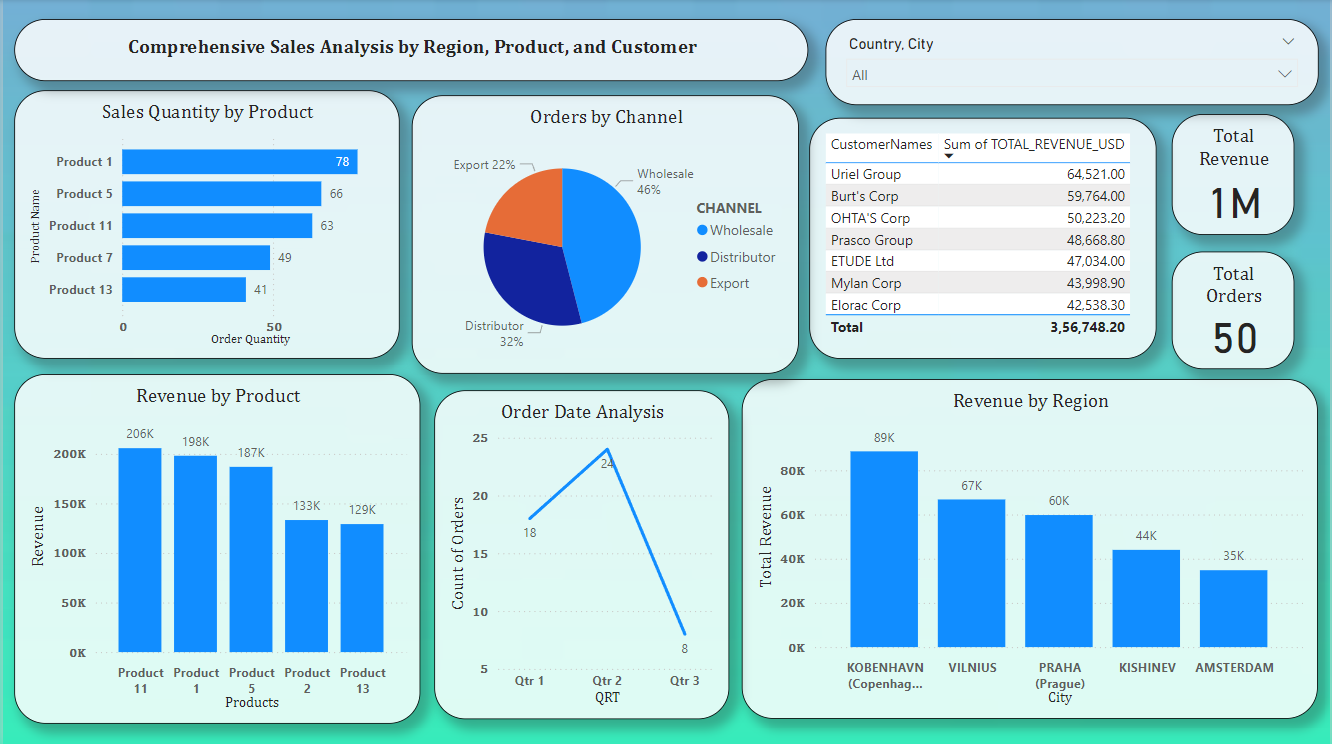 Comprehensive Sales Analysis by Region, Product, and Customer
Country, City
All
Sales Quantity by Product
Product Name
Product 1
78
Product 5
66
Product 11
63
Product 7
49
Product 13
41
0
50
Order Quantity
Orders by Channel
Export 22%
Wholesale
46%
Distributor
32%
CHANNEL
Wholesale
Distributor
Export
CustomerNames Sum of TOTAL_REVENUE_USD
Uriel Group 64,521.00
Burt's Corp 59,764.00
OHTA'S Corp 50,223.20
Prasco Group 48,668.80
ETUDE Ltd 47,034.00
Mylan Corp 43,998.90
Elorac Corp 42,538.30
Total 3,56,748.20
Total
Revenue
1M
Total
Orders
50
Revenue by Product
Revenue
200K
150K
100K
50K
0K
206K
198K
187K
133K
129K
Product
11
Product
1
Product
5
Product
2
Product
13
Products
Order Date Analysis
Count of Orders
25
20
15
10
5
18
24
8
Qtr 1
Qtr 2
Qtr 3
QRT
Revenue by Region
Total Revenue
80K
60K
40K
20K
0K
89K
67K
60K
44K
35K
KOBENHAVN
(Copenhag...
VILNIUS
PRAHA
(Prague)
KISHINEV
AMSTERDAM
City